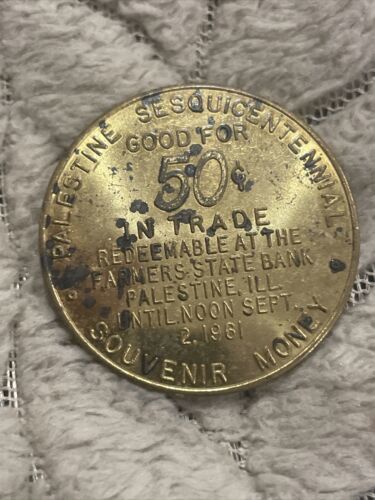 PALESTINE SESQUICENTENNIAL
GOOD FOR
50¢
IN TRADE
REDEEMABLE AT THE
FARMERS STATE BANK
PALESTINE, ILL.
UNTIL NOON SEPT.
2, 1961
SOUVENIR MONEY